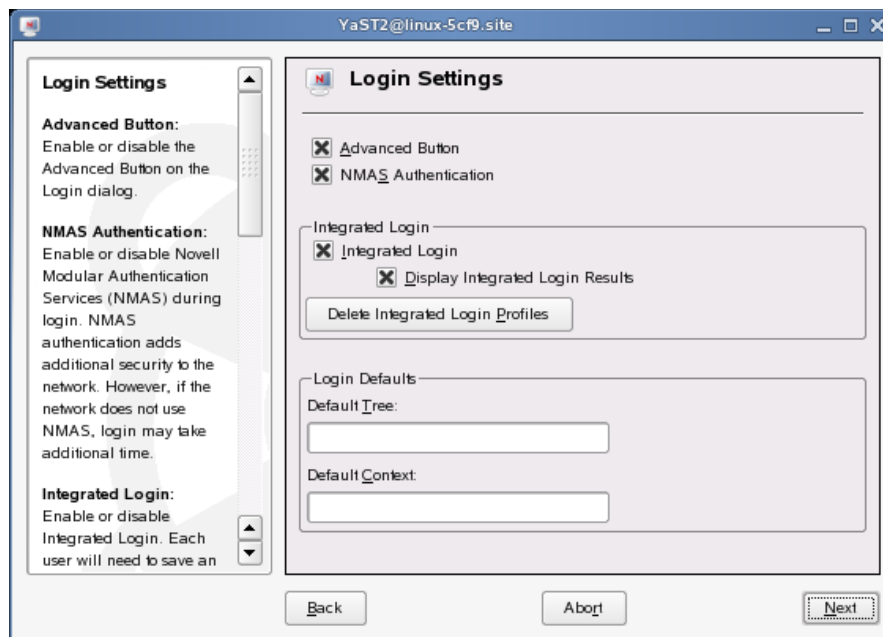 YaST2@linux-5cf9.site
Login Settings
Advanced Button:
Enable or disable the
Advanced Button on the
Login dialog.
NMAS Authentication:
Enable or disable Novell
Modular Authentication
Services (NMAS) during
login. NMAS
authentication adds
additional security to the
network. However, if the
network does not use
NMAS, login may take
additional time.
Integrated Login:
Enable or disable
Integrated Login. Each
user will need to save an
Login Settings
Advanced Button
NMAS Authentication
Integrated Login
Integrated Login
Display Integrated Login Results
Delete Integrated Login Profiles
Login Defaults
Default Tree:
Default Context:
Back
Abort
Next